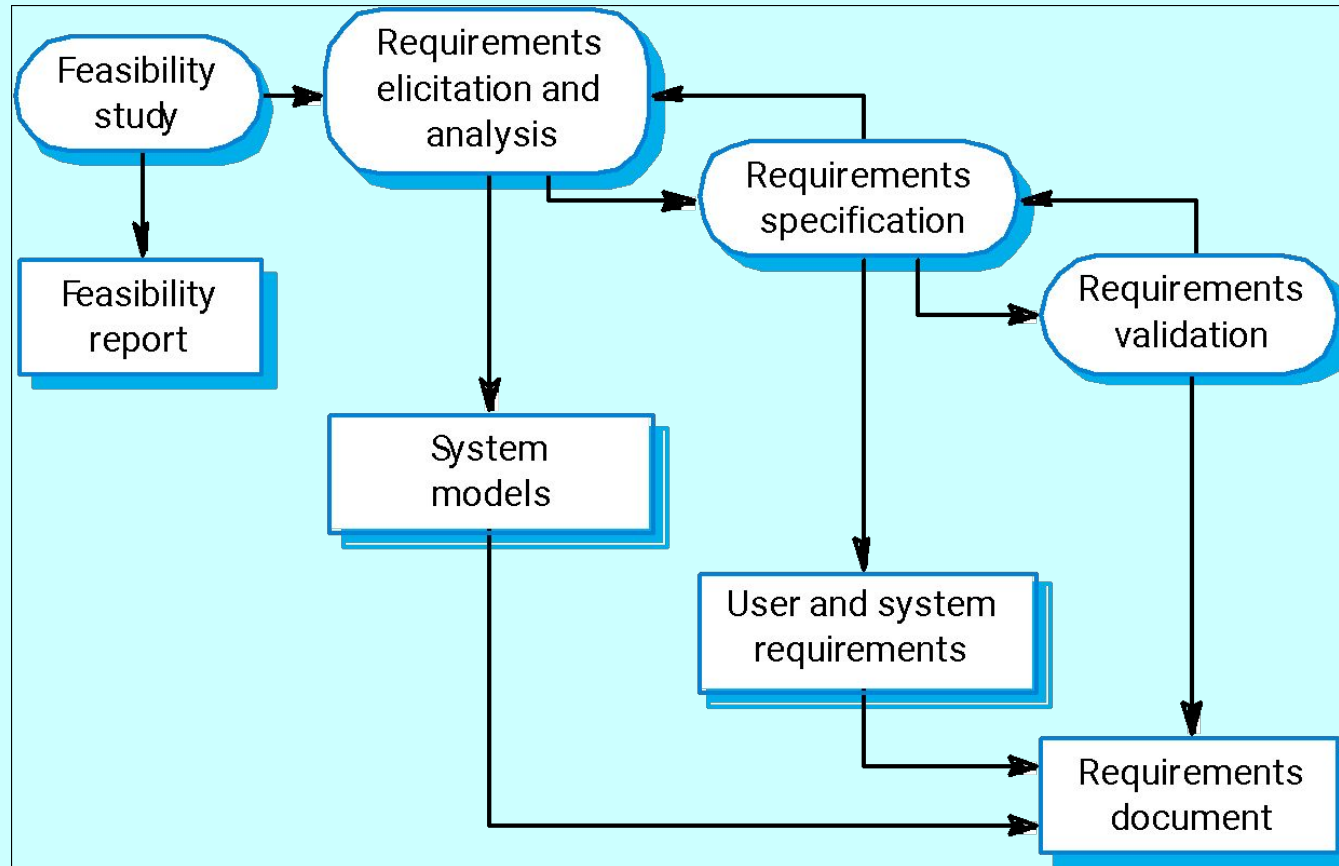 Feasibility
study
Requirements
elicitation and
analysis
Requirements
specification
Requirements
validation
Feasibility
report
System
models
User and system
requirements
Requirements
document